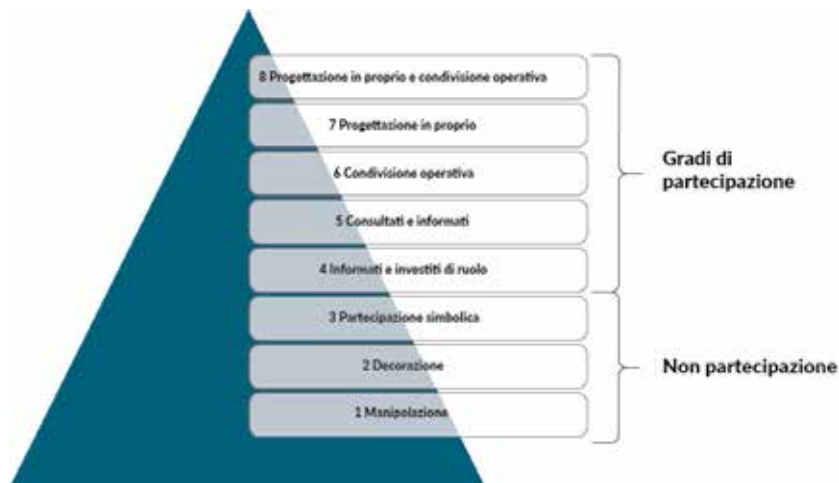 8 Progettazione in proprio e condivisione operativa
7 Progettazione in proprio
6 Condivisione operativa
5 Consultati e informati
4 Informati e investiti di ruolo
3 Partecipazione simbolica
2 Decorazione
1 Manipolazione
Gradi di
partecipazione
Non partecipazione